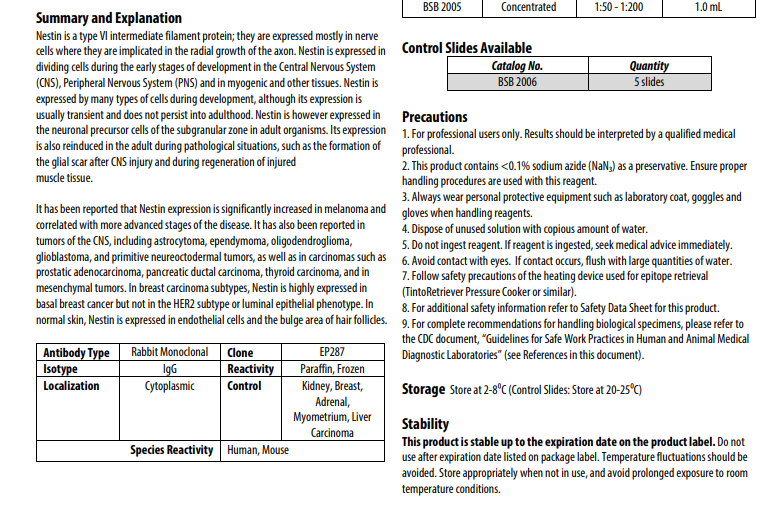 Summary and Explanation
Nestin is a type VI intermediate filament protein; they are expressed mostly in nerve
cells where they are implicated in the radial growth of the axon. Nestin is expressed in
dividing cells during the early stages of development in the Central Nervous System
(CNS), Peripheral Nervous System (PNS) and in myogenic and other tissues. Nestin is
expressed by many types of cells during development, although its expression is
usually transient and does not persist into adulthood. Nestin is however expressed in
the neuronal precursor cells of the subgranular zone in adult organisms. Its expression
is also reinduced in the adult during pathological situations, such as the formation of
the glial scar after CNS injury and during regeneration of injured
muscle tissue.
It has been reported that Nestin expression is significantly increased in melanoma and
correlated with more advanced stages of the disease. It has also been reported in
tumors of the CNS, including astrocytoma, ependymoma, oligodendroglioma,
glioblastoma, and primitive neureoctodermal tumors, as well as in carcinomas such as
prostatic adenocarcinoma, pancreatic ductal carcinoma, thyroid carcinoma, and in
mesenchymal tumors. In breast carcinoma subtypes, Nestin is highly expressed in
basal breast cancer but not in the HER2 subtype or luminal epithelial phenotype. In
normal skin, Nestin is expressed in endothelial cells and the bulge area of hair follicles.
Antibody Type Rabbit Monoclonal Clone EP287
Isotype IgG Reactivity Paraffin, Frozen
Localization Cytoplasmic Control Kidney, Breast,
Adrenal,
Myometrium, Liver
Carcinoma
Species Reactivity Human, Mouse
BSB 2005 Concentrated 1:50 - 1:200 1.0 mL
Control Slides Available
Catalog No. Quantity
BSB 2006 5 slides
Precautions
1. For professional users only. Results should be interpreted by a qualified medical
professional.
2. This product contains <0.1% sodium azide (NaN₃) as a preservative. Ensure proper
handling procedures are used with this reagent.
3. Always wear personal protective equipment such as laboratory coat, goggles and
gloves when handling reagents.
4. Dispose of unused solution with copious amount of water.
5. Do not ingest reagent. If reagent is ingested, seek medical advice immediately.
6. Avoid contact with eyes. If contact occurs, flush with large quantities of water.
7. Follow safety precautions of the heating device used for epitope retrieval
(TintoRetriever Pressure Cooker or similar).
8. For additional safety information refer to Safety Data Sheet for this product.
9. For complete recommendations for handling biological specimens, please refer to
the CDC document, “Guidelines for Safe Work Practices in Human and Animal Medical
Diagnostic Laboratories” (see References in this document).
Storage Store at 2-8⁰C (Control Slides: Store at 20-25⁰C)
Stability
This product is stable up to the expiration date on the product label. Do not
use after expiration date listed on package label. Temperature fluctuations should be
avoided. Store appropriately when not in use, and avoid prolonged exposure to room
temperature conditions.